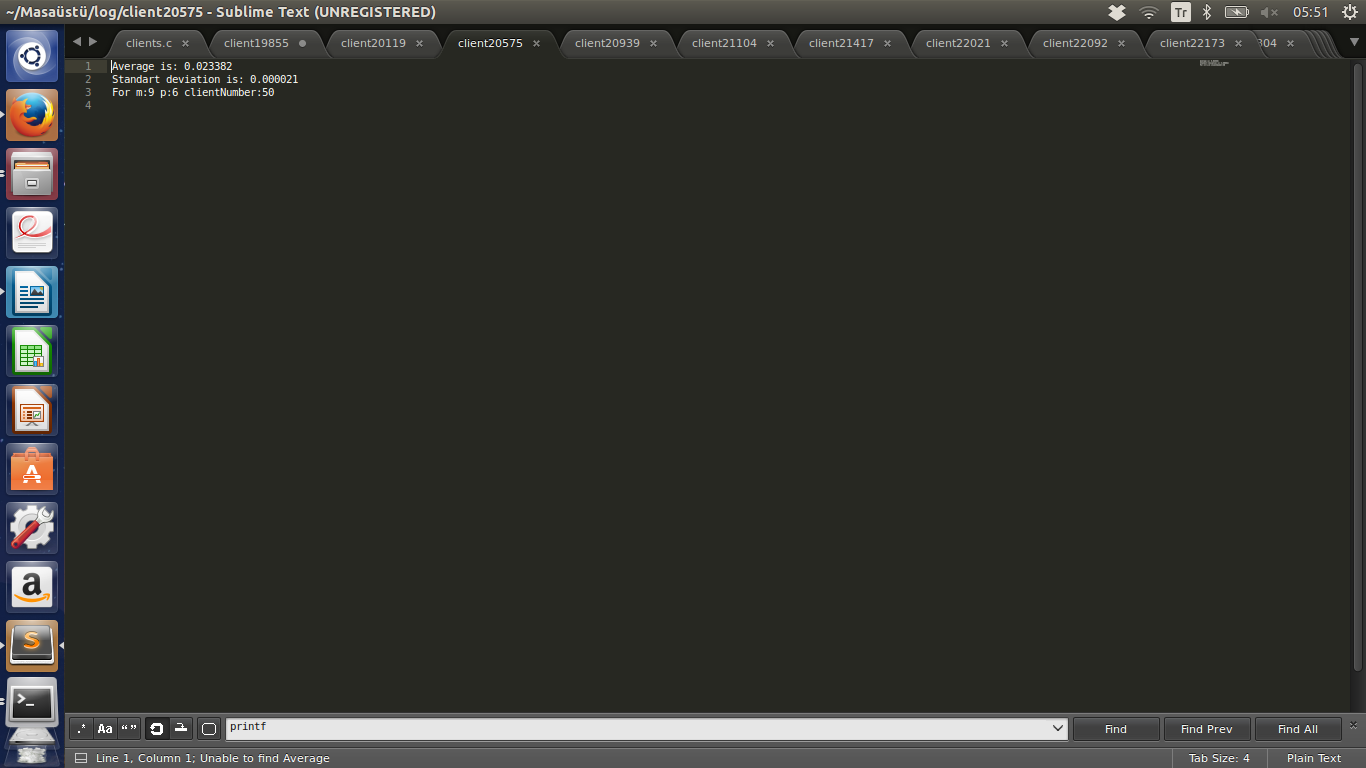 ~/Masaüstü/log/client20575 - Sublime Text (UNREGISTERED)
Tr
05:51
clients.c
client19855
client20119
client20575
client20939
client21104
client21417
client22021
client22092
client22173
304
1 Average is: 0.023382
2 Standart deviation is: 0.000021
3 For m:9 p:6 clientNumber:50
4
.* Aa “ ”
printf
Find
Find Prev
Find All
Line 1, Column 1; Unable to find Average
Tab Size: 4
Plain Text